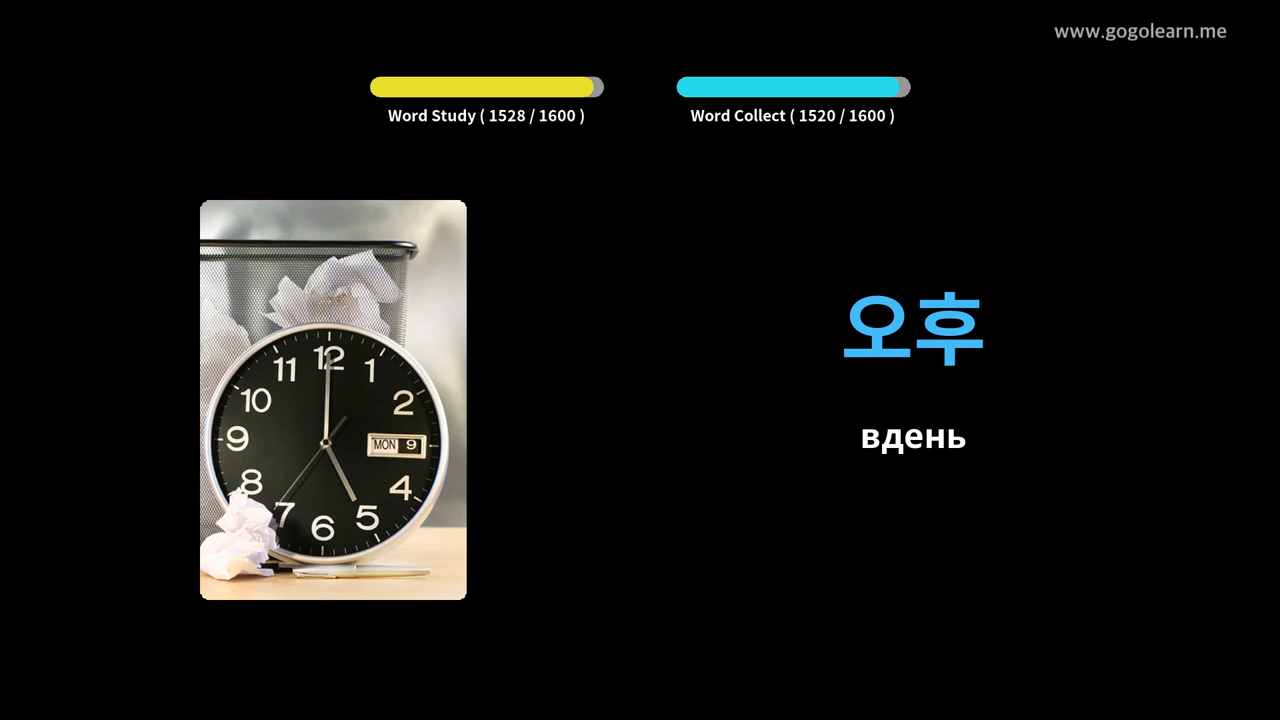 www.gogolearn.me
Word Study ( 1528 / 1600 )
Word Collect ( 1520 / 1600 )
오후
вдень
12
11
1
10
2
9
MON 9
8
4
7
5
6